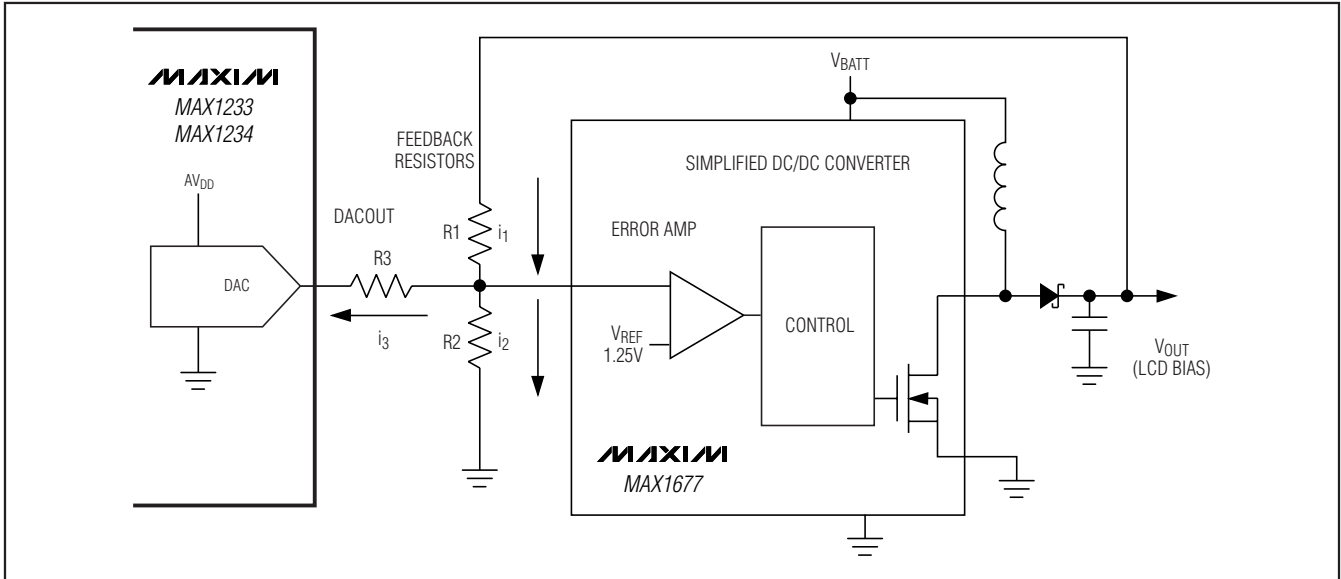 MAXIM
MAX1233
MAX1234
AVDD
DAC
DACOUT
R3
i3
FEEDBACK
RESISTORS
R1
i1
R2
i2
VBATT
SIMPLIFIED DC/DC CONVERTER
ERROR AMP
VREF
1.25V
CONTROL
MAXIM
MAX1677
VOUT
(LCD BIAS)